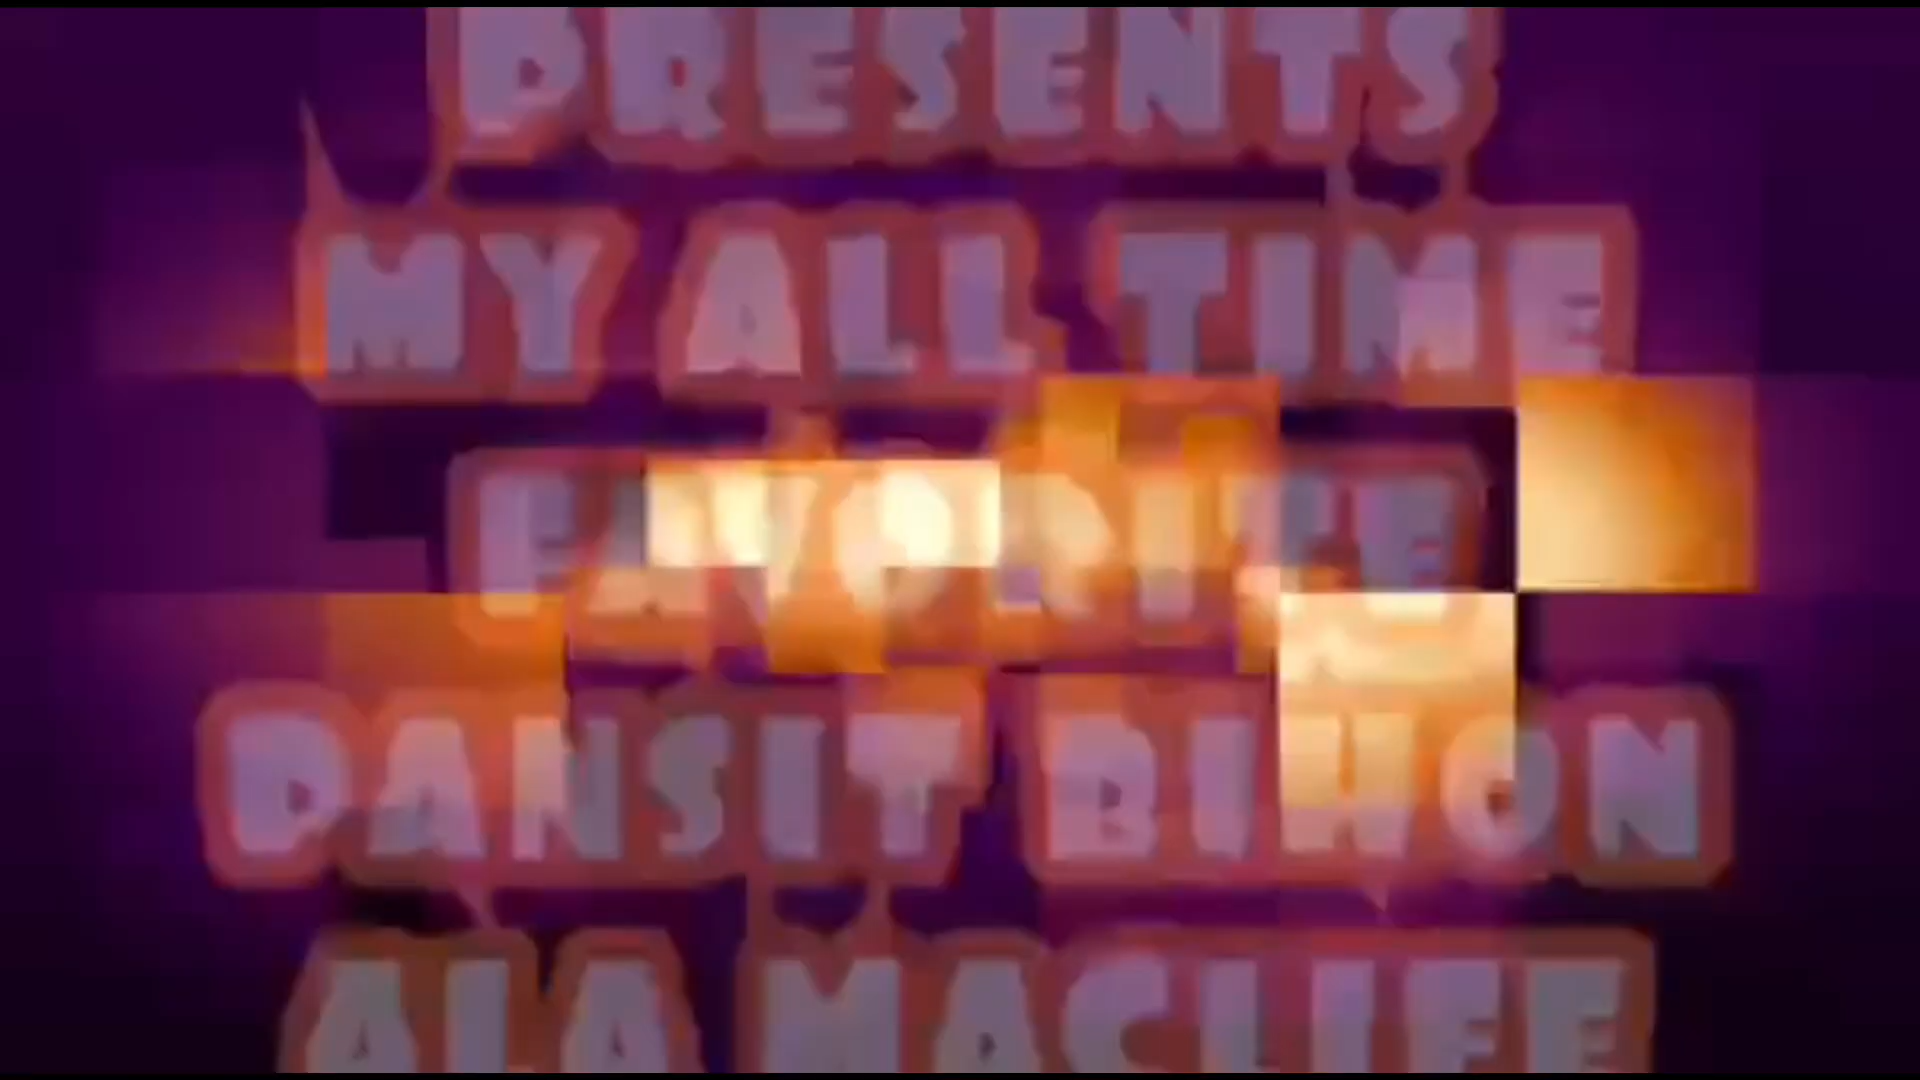 PRESENTS
MY ALL TIME
FAVORITE
PANSIT BIHON
ALA MACLIFE